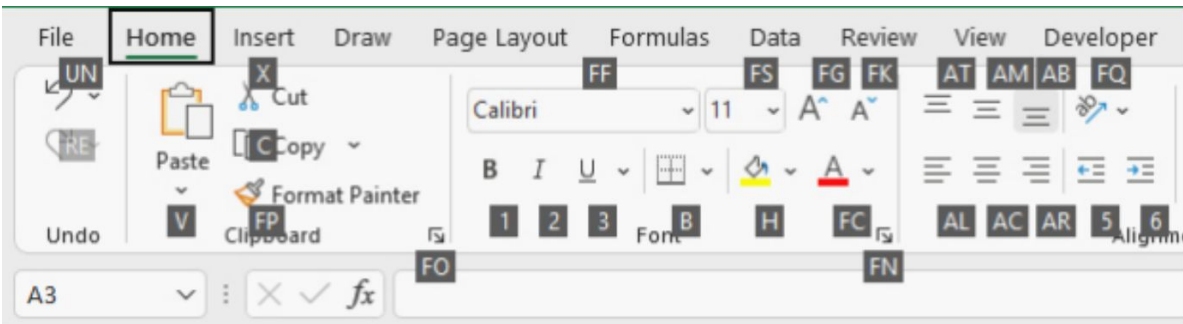 File Home Insert Draw Page Layout Formulas Data Review View Developer
UN X FF FS FG FK AT AM AB FQ
Cut
Calibri 11 A A ab
RE C Copy
Paste B I U A
Format Painter
V FP 1 2 3 B H FC AL AC AR 5 6
Undo Clipboard Font Alignme
FO FN
A3 fx